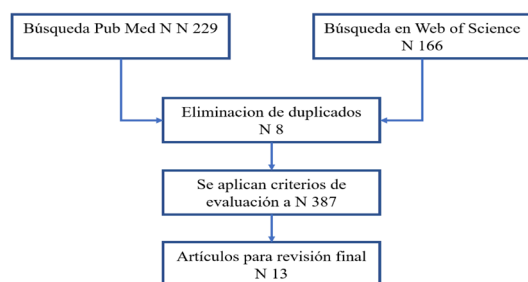 Búsqueda Pub Med N N 229
Búsqueda en Web of Science
N 166
Eliminacion de duplicados
N 8
Se aplican criterios de
evaluación a N 387
Artículos para revisión final
N 13